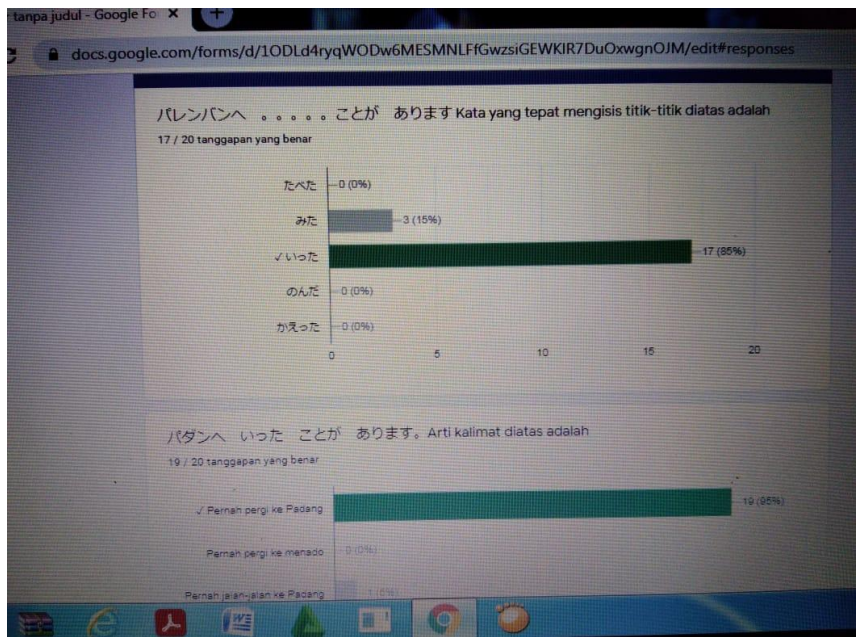 tanpa judul - Google Fo
docs.google.com/forms/d/1ODLd4ryqWODw6MESMNLFfGwzsiGEWKIR7DuOxwgnOJM/edit#responses
パレンバンへ 。。。。。ことが あります Kata yang tepat mengisis titik-titik diatas adalah
17 / 20 tanggapan yang benar
たべた 0 (0%)
みた 3 (15%)
✓ いった 17 (85%)
のんだ 0 (0%)
かえった 0 (0%)
0 5 10 15 20
パダンへ いった ことが あります。Arti kalimat diatas adalah
19 / 20 tanggapan yang benar
✓ Pernah pergi ke Padang 19 (95%)
Pernah pergi ke menado 0 (0%)
Pernah jalan-jalan ke Padang 1 (5%)